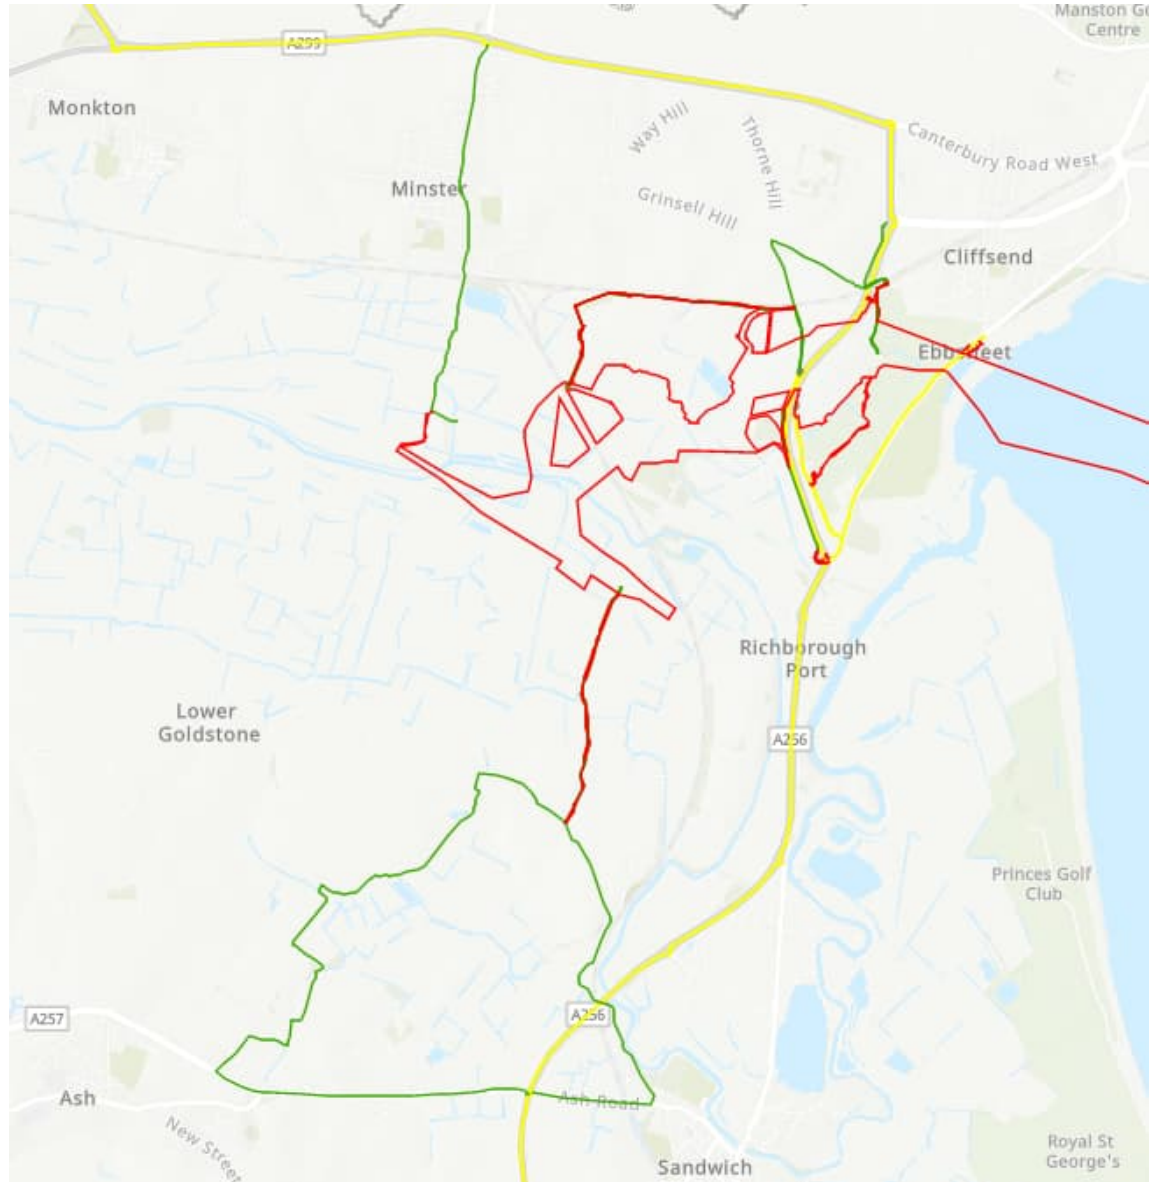 Manston Go
Centre
A299
Monkton
Way Hill
Thorne Hill
Canterbury Road West
Minster
Grinsell Hill
Cliffsend
Ebbsfleet
Richborough
Port
Lower
Goldstone
A256
Princes Golf
Club
A257
A256
Ash
Ash Road
New Street
Sandwich
Royal St
George's